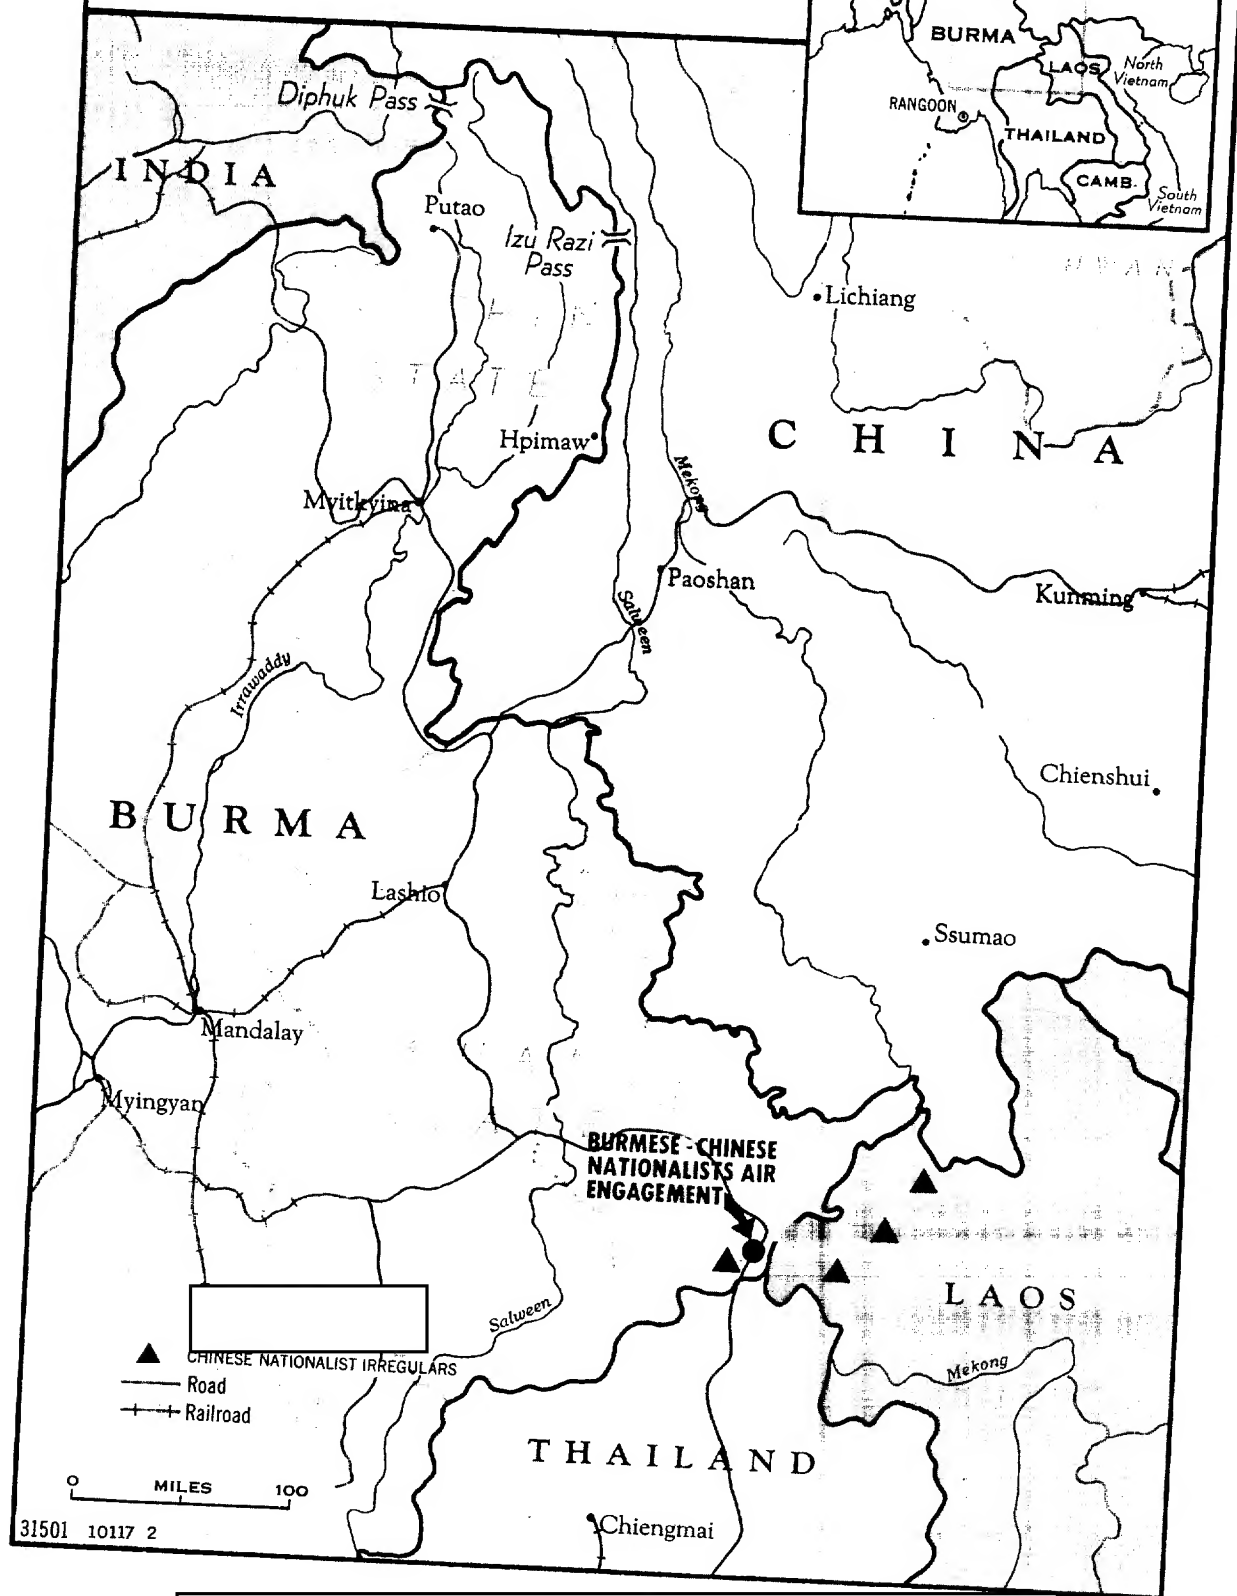 BURMA
LAOS
North
Vietnam
RANGOON
THAILAND
CAMB.
South
Vietnam
Diphuk Pass
INDIA
Putao
Izu Razi
Pass
Lichiang
STATE
Hpimaw
CHINA
Mekong
Myitkyina
Paoshan
Kunming
Salween
Irrawaddy
Chienshui
BURMA
Lashio
Ssumao
Mandalay
Myingyan
BURMESE-CHINESE
NATIONALISTS AIR
ENGAGEMENT
LAOS
Salween
Mekong
CHINESE NATIONALIST IRREGULARS
Road
Railroad
THAILAND
0 MILES 100
Chiengmai
31501 10117 2